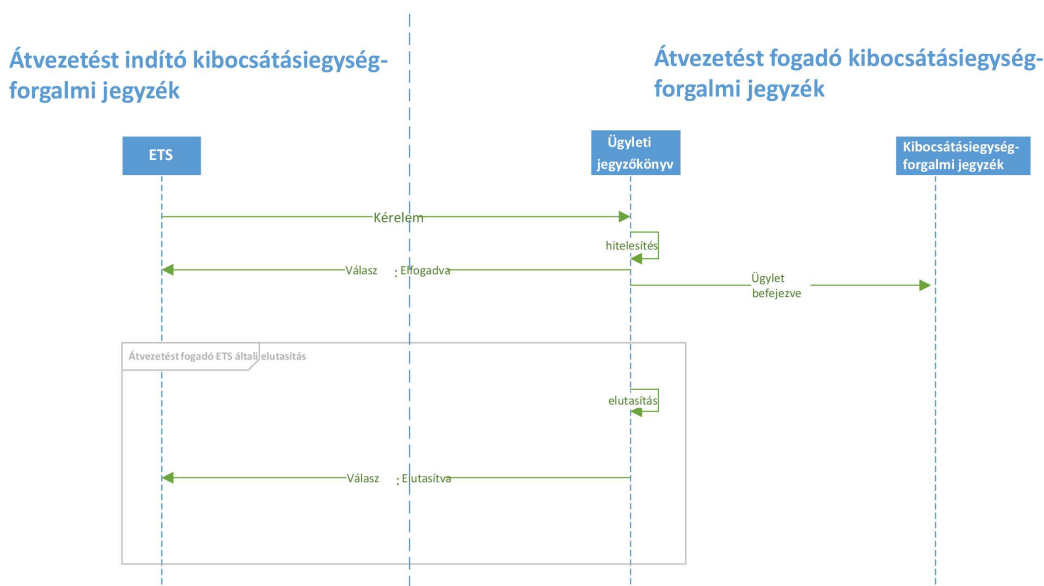 Átvezetést indító kibocsátásiegység-
forgalmi jegyzék
Átvezetést fogadó kibocsátásiegység-
forgalmi jegyzék
ETS
Ügyleti
jegyzőkönyv
Kibocsátásiegység-
forgalmi jegyzék
Kérelem
hitelesítés
Válasz : Elfogadva
Ügylet
befejezve
Átvezetést fogadó ETS általi elutasítás
elutasítás
Válasz : Elutasítva